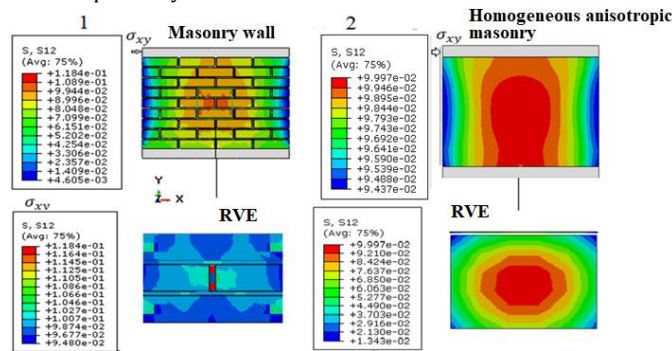 1
σxy
Masonry wall
S, S12
(Avg: 75%)
+1.184e-01
+1.089e-01
+9.944e-02
+8.996e-02
+8.048e-02
+7.099e-02
+6.151e-02
+5.202e-02
+4.254e-02
+3.306e-02
+2.357e-02
+1.409e-02
+4.605e-03
Y
Z
X
2
σxy
Homogeneous anisotropic
masonry
S, S12
(Avg: 75%)
+9.997e-02
+9.946e-02
+9.895e-02
+9.844e-02
+9.793e-02
+9.743e-02
+9.692e-02
+9.641e-02
+9.590e-02
+9.539e-02
+9.488e-02
+9.437e-02
σxy
RVE
S, S12
(Avg: 75%)
+1.184e-01
+1.164e-01
+1.145e-01
+1.125e-01
+1.105e-01
+1.086e-01
+1.066e-01
+1.046e-01
+1.027e-01
+1.007e-01
+9.874e-02
+9.677e-02
+9.480e-02
RVE
S, S12
(Avg: 75%)
+9.997e-02
+9.210e-02
+8.424e-02
+7.637e-02
+6.850e-02
+6.063e-02
+5.277e-02
+4.490e-02
+3.703e-02
+2.916e-02
+2.130e-02
+1.343e-02